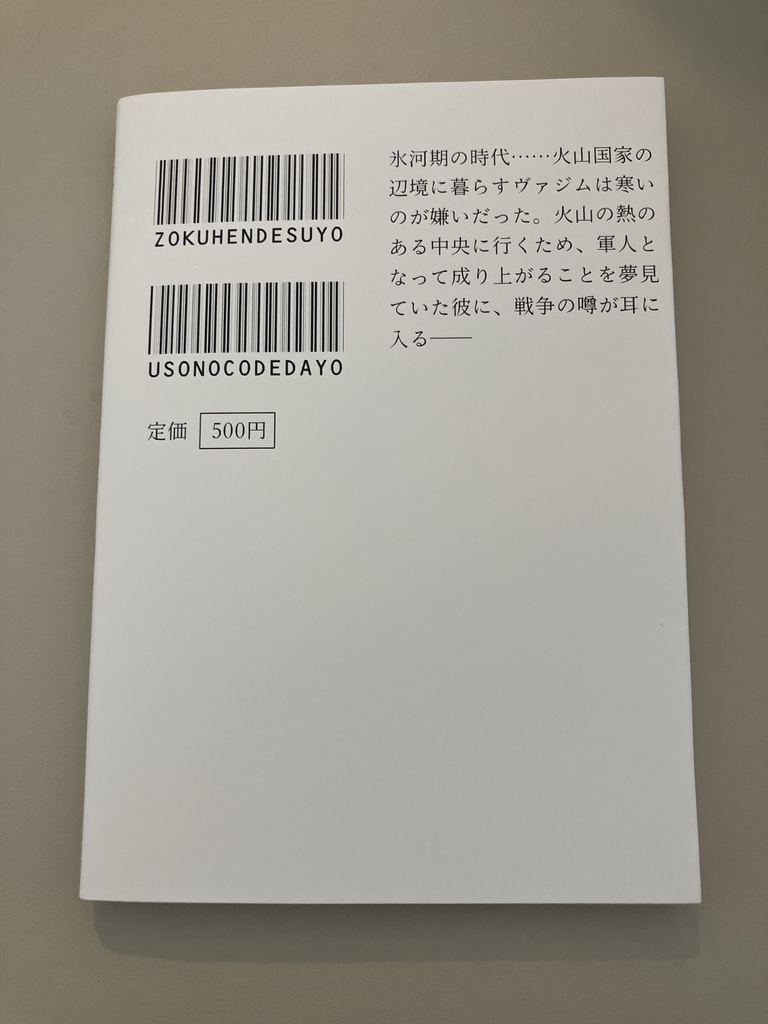 ZOKUHENDESUYO
USONOCODEDAYO
定価 500円
氷河期の時代……火山国家の
辺境に暮らすヴァジムは寒い
のが嫌いだった。火山の熱の
ある中央に行くため、軍人と
なって成り上がることを夢見
ていた彼に、戦争の噂が耳に
入る――